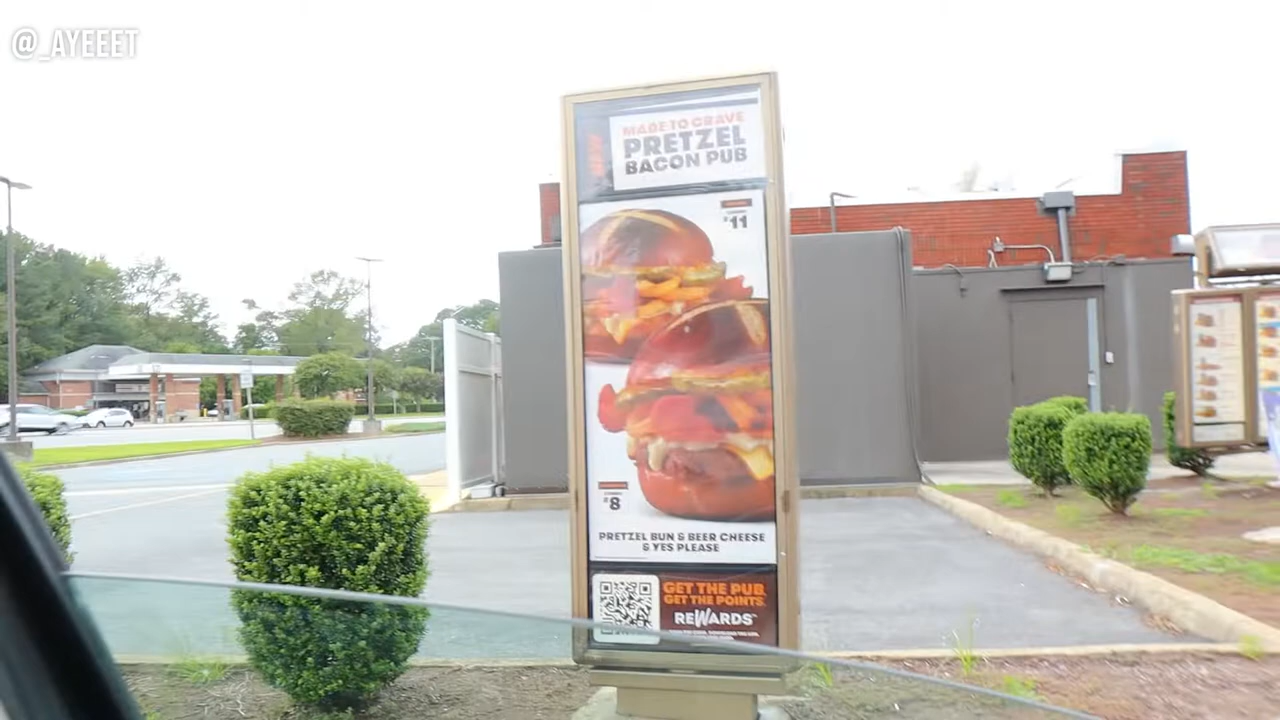 @_AYEEET
MADE TO CRAVE
NEW
PRETZEL
BACON PUB
#11
#8
PRETZEL BUN & BEER CHEESE
& YES PLEASE
GET THE PUB,
GET THE POINTS.
REWARDS